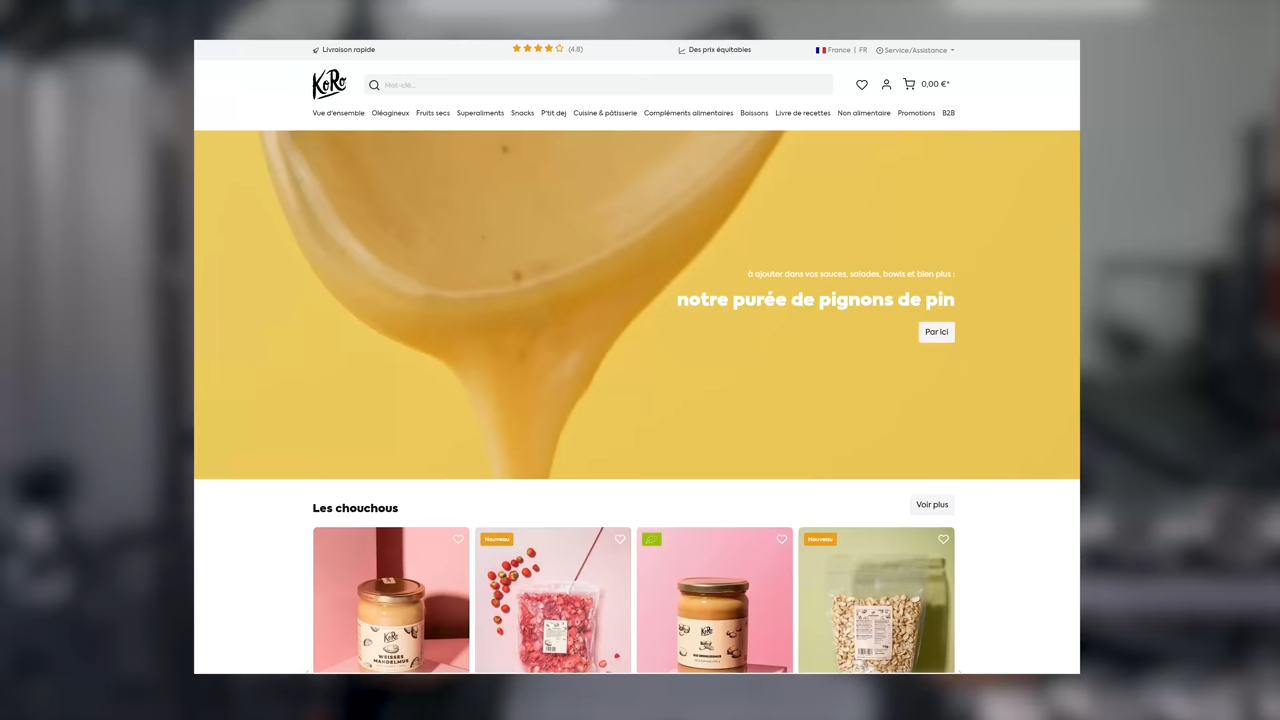 Livraison rapide
(4.8)
Des prix équitables
France | FR
Service/Assistance
KoRo
Mot-clé...
0,00 €*
Vue d'ensemble Oléagineux Fruits secs Superaliments Snacks P'tit dej Cuisine & pâtisserie Compléments alimentaires Boissons Livre de recettes Non alimentaire Promotions B2B
à ajouter dans vos sauces, salades, bowls et bien plus :
notre purée de pignons de pin
Par ici
Les chouchous
Voir plus
Nouveau
Nouveau
KoRo
WEISSES
MANDELMUS
KoRo